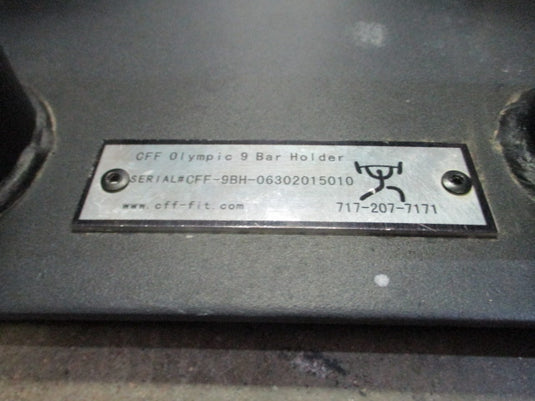 CFF Olympic 9 Bar Holder
SERIAL#CFF-9BH-06302015010
www.cff-fit.com
717-207-7171